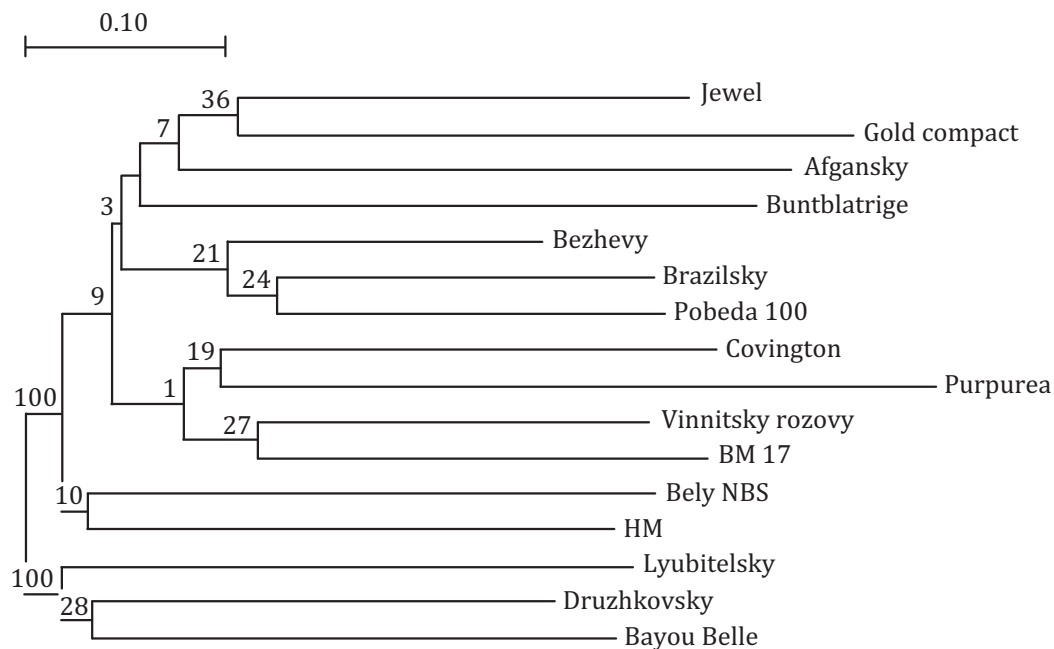 0.10
36 Jewel
7 Gold compact
Afgansky
3 Buntblatrige
21 Bezhevy
24 Brazilsky
9 Pobeda 100
19 Covington
100 1 Purpurea
27 Vinnitsky rozovy
BM 17
10 Bely NBS
HM
100 Lyubitelsky
28 Druzhkovsky
Bayou Belle